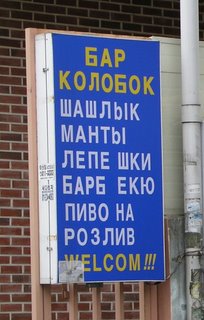 БАР
КОЛОБОК
ШАШЛЫК
МАНТЫ
ЛЕПЕ ШКИ
БАРБ ЕКЮ
ПИВО НА
РОЗЛИВ
WELCOM!!!